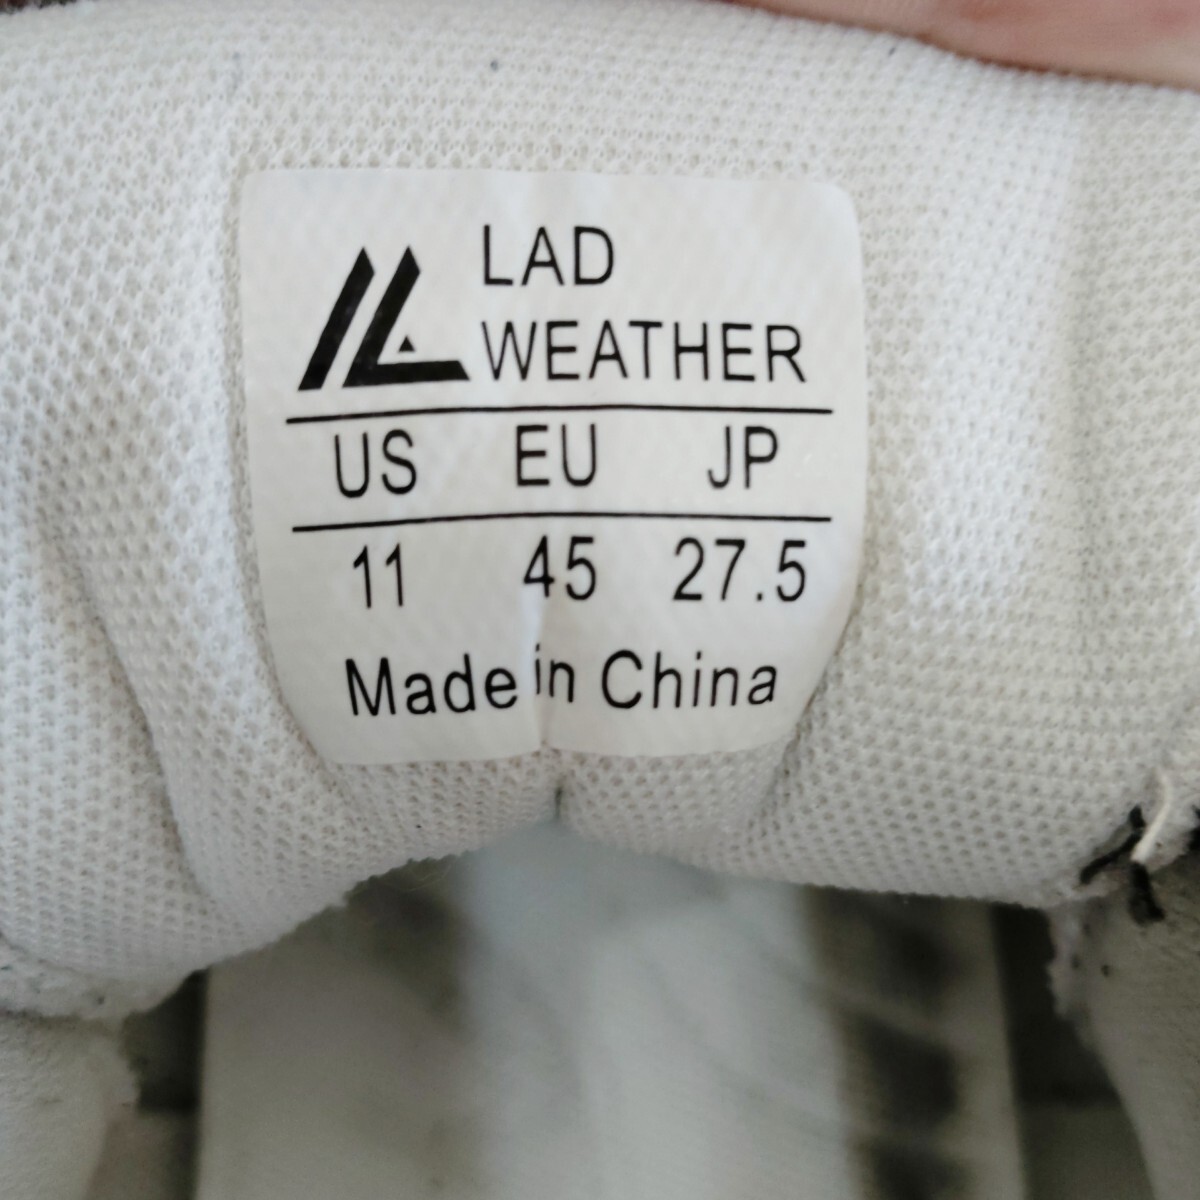 LAD
WEATHER
US EU JP
11 45 27.5
Made in China